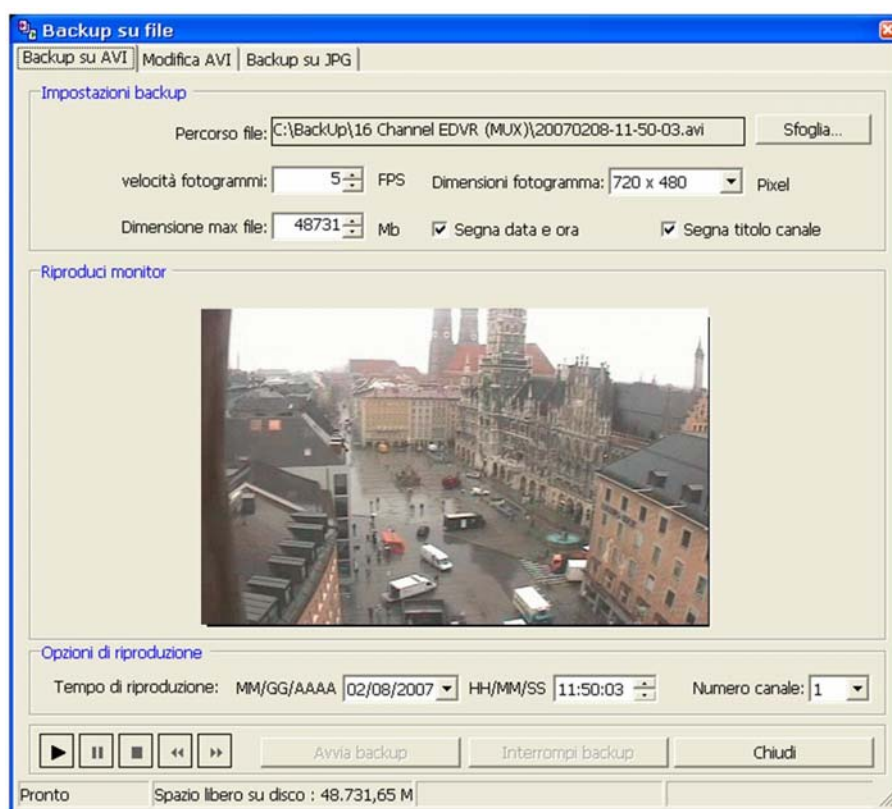 Backup su file
Backup su AVI Modifica AVI Backup su JPG
Impostazioni backup
Percorso file: C:\BackUp\16 Channel EDVR (MUX)\20070208-11-50-03.avi Sfoglia...
velocità fotogrammi: 5 FPS Dimensioni fotogramma: 720 x 480 Pixel
Dimensione max file: 48731 Mb Segna data e ora Segna titolo canale
Riproduci monitor
Opzioni di riproduzione
Tempo di riproduzione: MM/GG/AAAA 02/08/2007 HH/MM/SS 11:50:03 Numero canale: 1
Avvia backup Interrompi backup Chiudi
Pronto Spazio libero su disco : 48.731,65 M